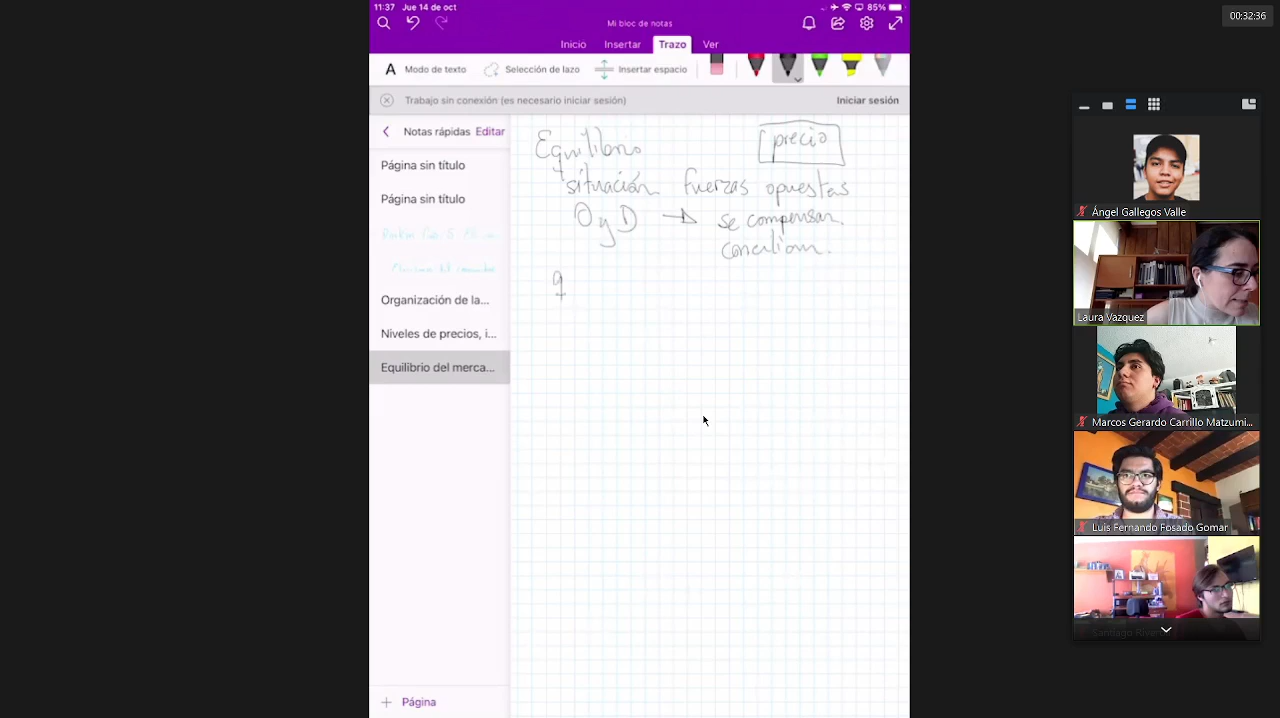 11:37 Jue 14 de oct
85%
00:32:36
Mi bloc de notas
Inicio Insertar Trazo Ver
A Modo de texto Selección de lazo Insertar espacio
Trabajo sin conexión (es necesario iniciar sesión) Iniciar sesión
Notas rápidas Editar
Página sin título
Página sin título
Organización de la...
Niveles de precios, i...
Equilibrio del merca...
+ Página
Equilibrio
precio
situación fuerzas opuestas
O y D → se compensan.
concilian.
q
Ángel Gallegos Valle
Laura Vazquez
Marcos Gerardo Carrillo Matzumi...
Luis Fernando Fosado Gomar
Santiago